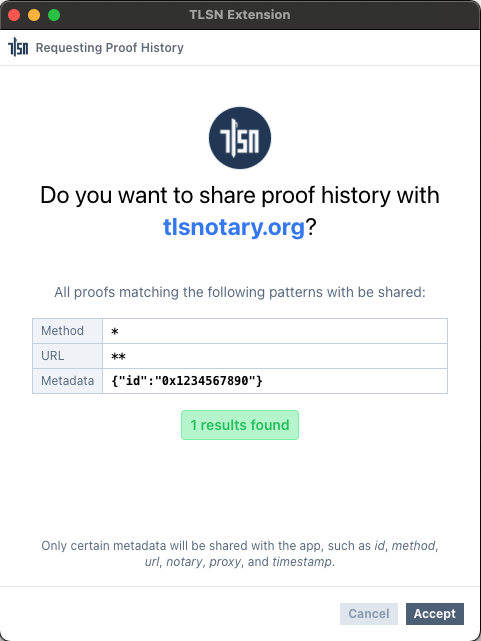 TLSN Extension
TLSN Requesting Proof History
TLSN
Do you want to share proof history with
tlsnotary.org?
All proofs matching the following patterns with be shared:
Method *
URL **
Metadata {"id":"0x1234567890"}
1 results found
Only certain metadata will be shared with the app, such as id, method,
url, notary, proxy, and timestamp.
Cancel Accept